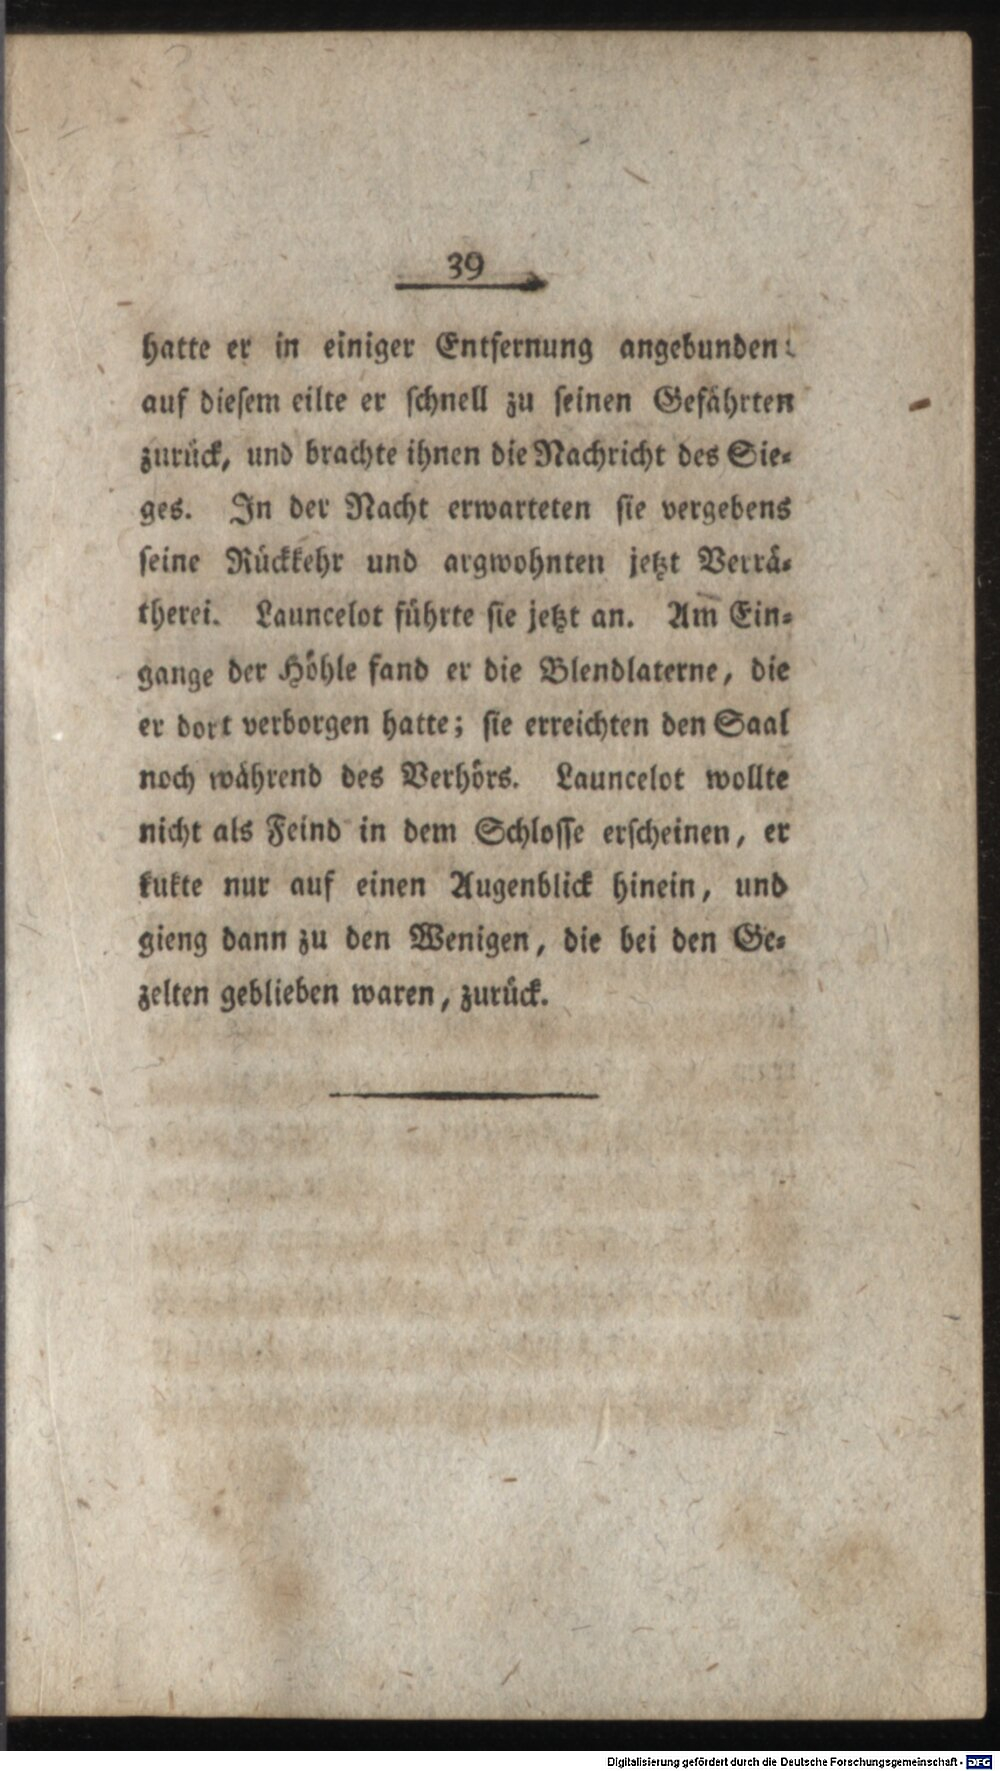 39
hatte er in einiger Entfernung angebunden:
auf diesem eilte er schnell zu seinen Gefährten
zurück, und brachte ihnen die Nachricht des Sie-
ges. In der Nacht erwarteten sie vergebens
seine Rückkehr und argwohnten jetzt Verrä-
therei. Launcelot führte sie jetzt an. Am Ein-
gange der Höhle fand er die Blendlaterne, die
er dort verborgen hatte; sie erreichten den Saal
noch während des Verhörs. Launcelot wollte
nicht als Feind in dem Schlosse erscheinen, er
kukte nur auf einen Augenblick hinein, und
gieng dann zu den Wenigen, die bei den Ge-
zelten geblieben waren, zurück.
Digitalisierung gefördert durch die Deutsche Forschungsgemeinschaft - DFG